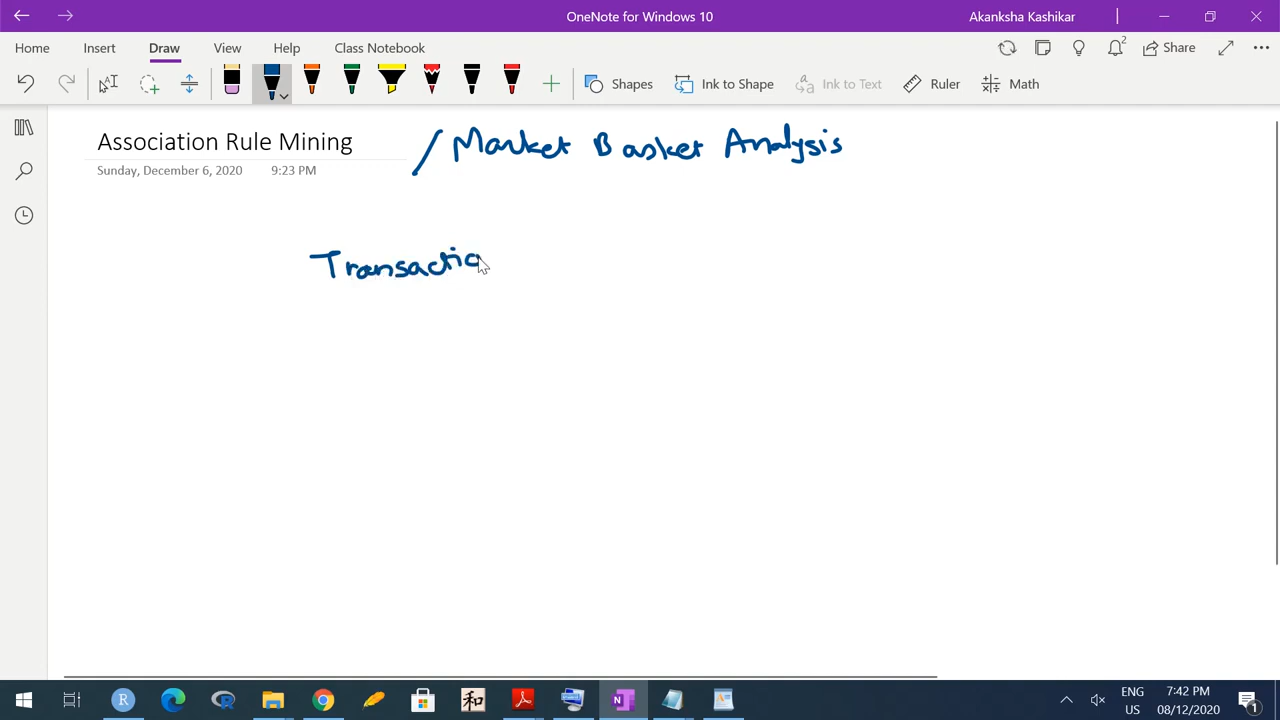 OneNote for Windows 10 Akanksha Kashikar
Home Insert Draw View Help Class Notebook 2 Share
Shapes Ink to Shape Ink to Text Ruler Math
Association Rule Mining / Market Basket Analysis
Sunday, December 6, 2020 9:23 PM
Transactio
ENG 7:42 PM
US 08/12/2020 1